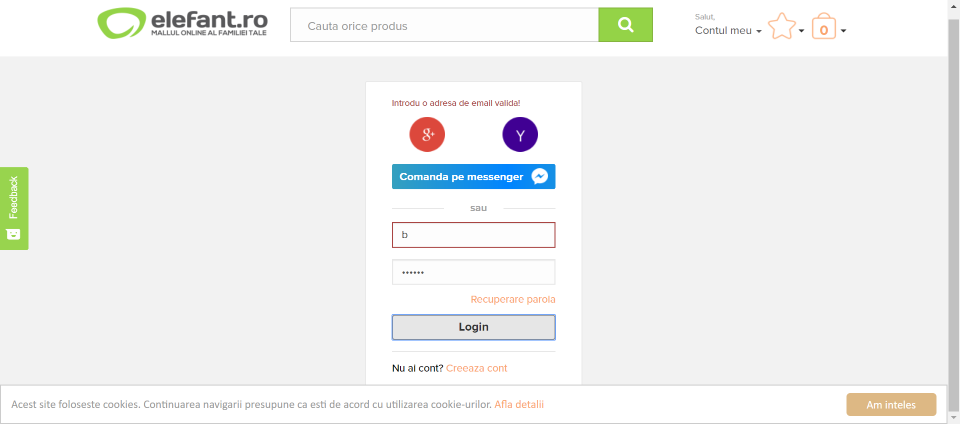 elefant.ro
MALLUL ONLINE AL FAMILIEI TALE
Cauta orice produs
Salut,
Contul meu
0
Introdu o adresa de email valida!
g+
Y
Comanda pe messenger
sau
b
••••••
Recuperare parola
Login
Nu ai cont? Creeaza cont
Feedback
Acest site foloseste cookies. Continuarea navigarii presupune ca esti de acord cu utilizarea cookie-urilor. Afla detalii
Am inteles